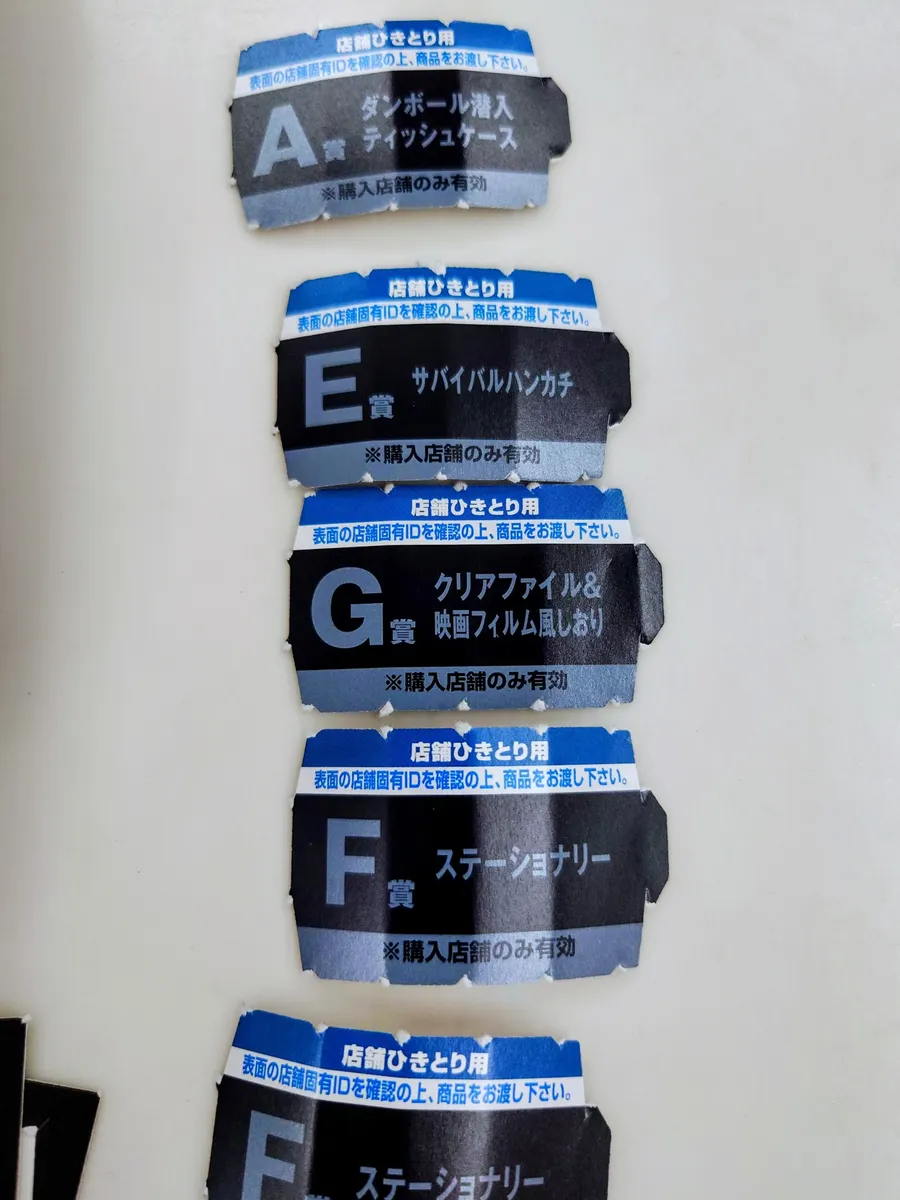 店舗ひきとり用
表面の店舗固有IDを確認の上、商品をお渡し下さい。
A賞
ダンボール潜入
ティッシュケース
※購入店舗のみ有効
店舗ひきとり用
表面の店舗固有IDを確認の上、商品をお渡し下さい。
E賞 サバイバルハンカチ
※購入店舗のみ有効
店舗ひきとり用
表面の店舗固有IDを確認の上、商品をお渡し下さい。
G賞
クリアファイル&
映画フィルム風しおり
※購入店舗のみ有効
店舗ひきとり用
表面の店舗固有IDを確認の上、商品をお渡し下さい。
F賞 ステーショナリー
※購入店舗のみ有効
店舗ひきとり用
表面の店舗固有IDを確認の上、商品をお渡し下さい。
F賞 ステーショナリー